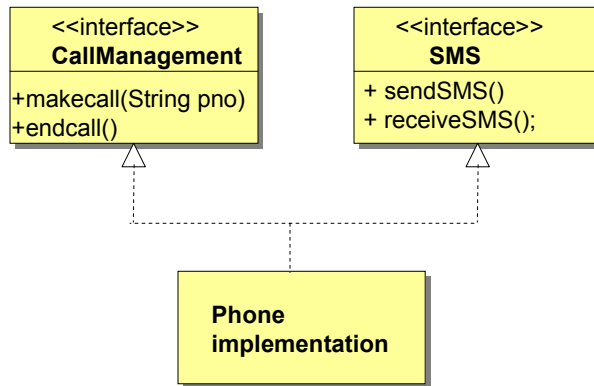 <<interface>>
CallManagement
+makecall(String pno)
+endcall()
<<interface>>
SMS
+ sendSMS()
+ receiveSMS();
Phone
implementation